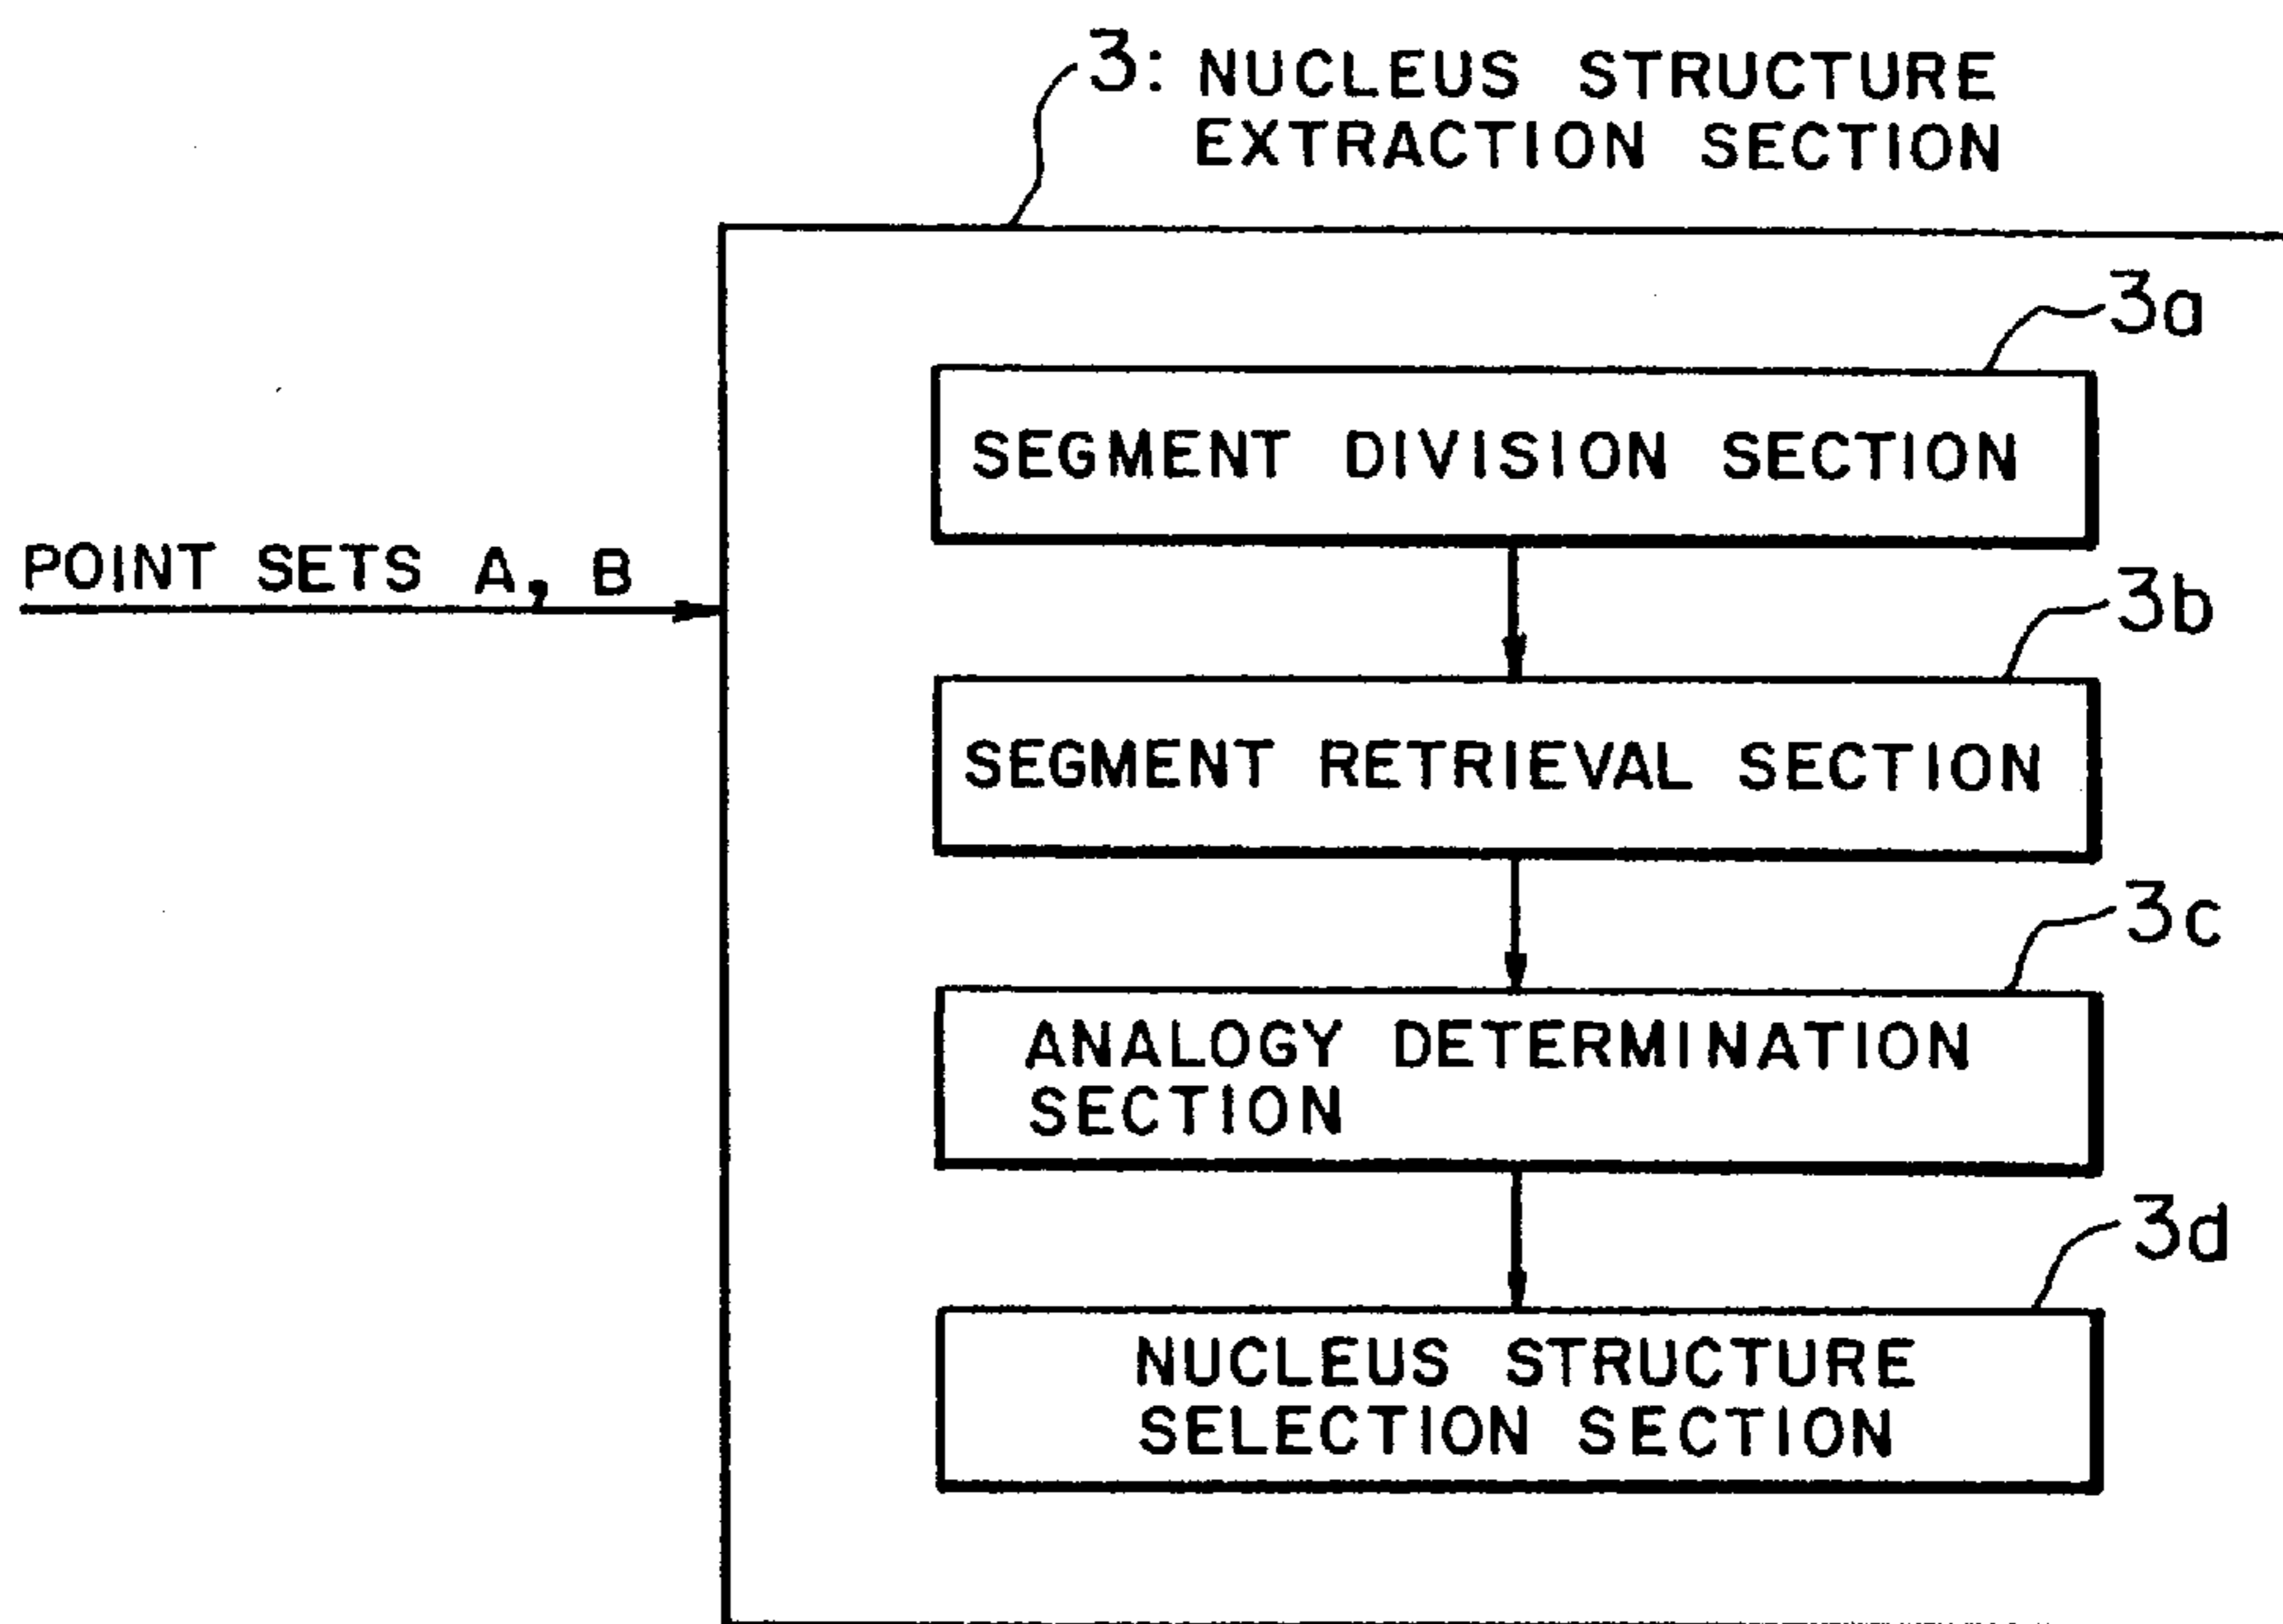 3: NUCLEUS STRUCTURE
EXTRACTION SECTION
3a
SEGMENT DIVISION SECTION
POINT SETS A, B
3b
SEGMENT RETRIEVAL SECTION
3c
ANALOGY DETERMINATION
SECTION
3d
NUCLEUS STRUCTURE
SELECTION SECTION